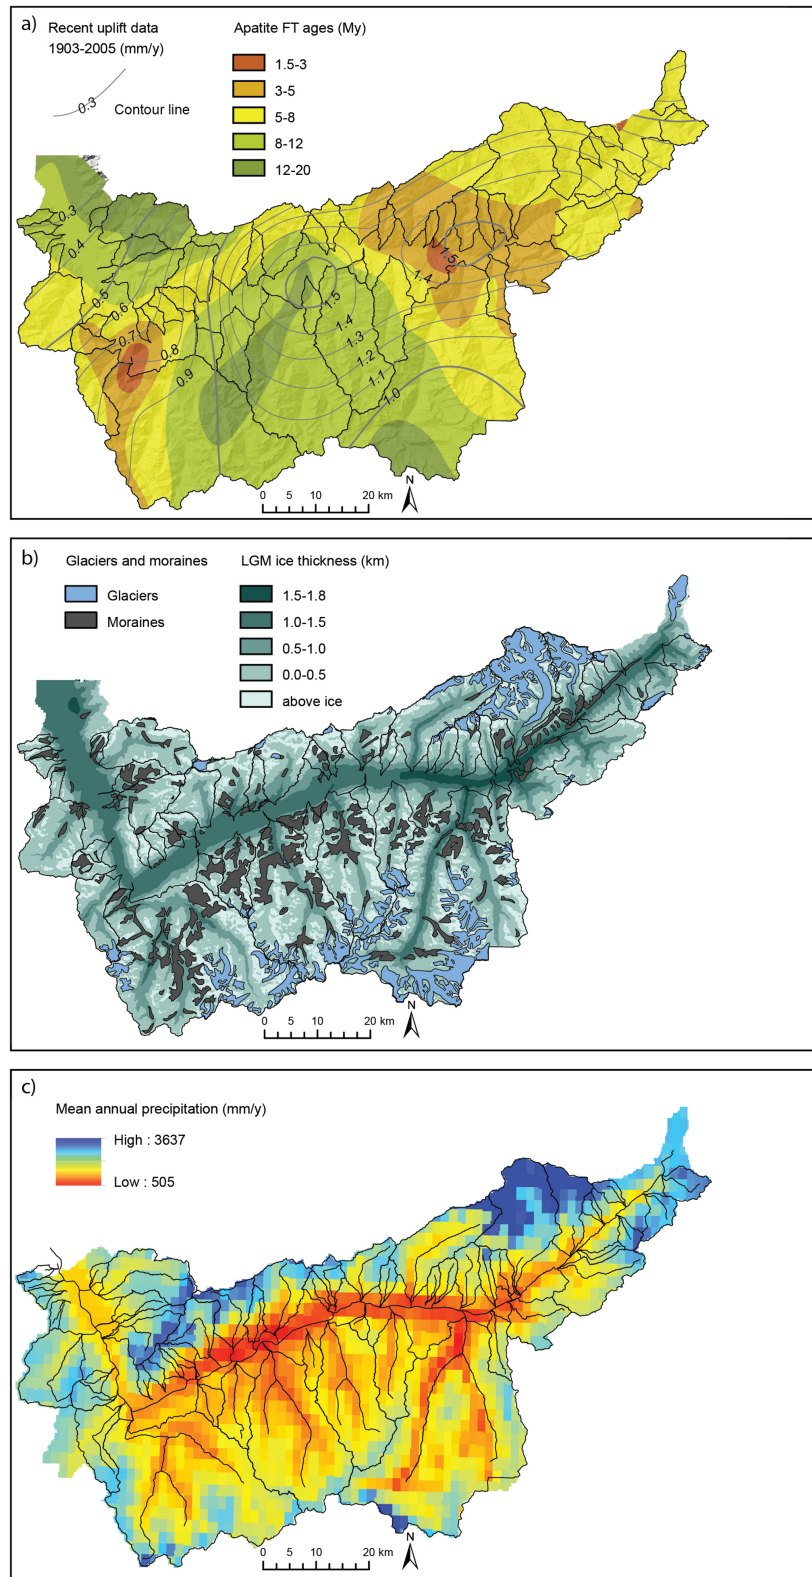 a)
Recent uplift data
1903-2005 (mm/y)
0.3
Contour line
Apatite FT ages (My)
1.5-3
3-5
5-8
8-12
12-20
0.3
0.4
0.5
0.6
0.7
0.8
0.9
1.5
1.4
1.3
1.2
1.1
1.0
1.5
1.4
0 5 10 20 km
N
b)
Glaciers and moraines
Glaciers
Moraines
LGM ice thickness (km)
1.5-1.8
1.0-1.5
0.5-1.0
0.0-0.5
above ice
0 5 10 20 km
N
c)
Mean annual precipitation (mm/y)
High : 3637
Low : 505
0 5 10 20 km
N